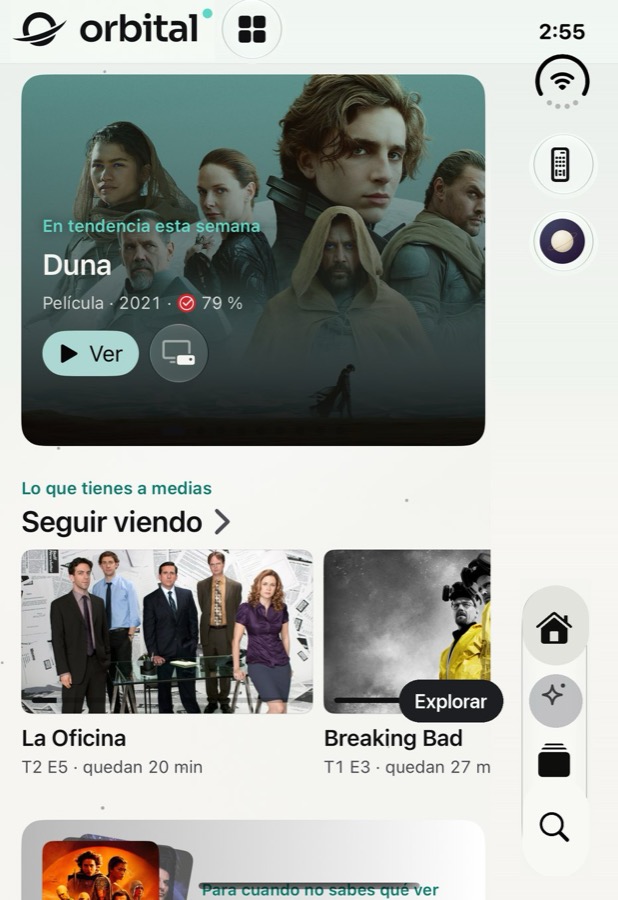 orbital
2:55
En tendencia esta semana
Duna
Película · 2021 · 79 %
Ver
Lo que tienes a medias
Seguir viendo
La Oficina
T2 E5 · quedan 20 min
Breaking Bad
T1 E3 · quedan 27 m
Explorar
Para cuando no sabes qué ver